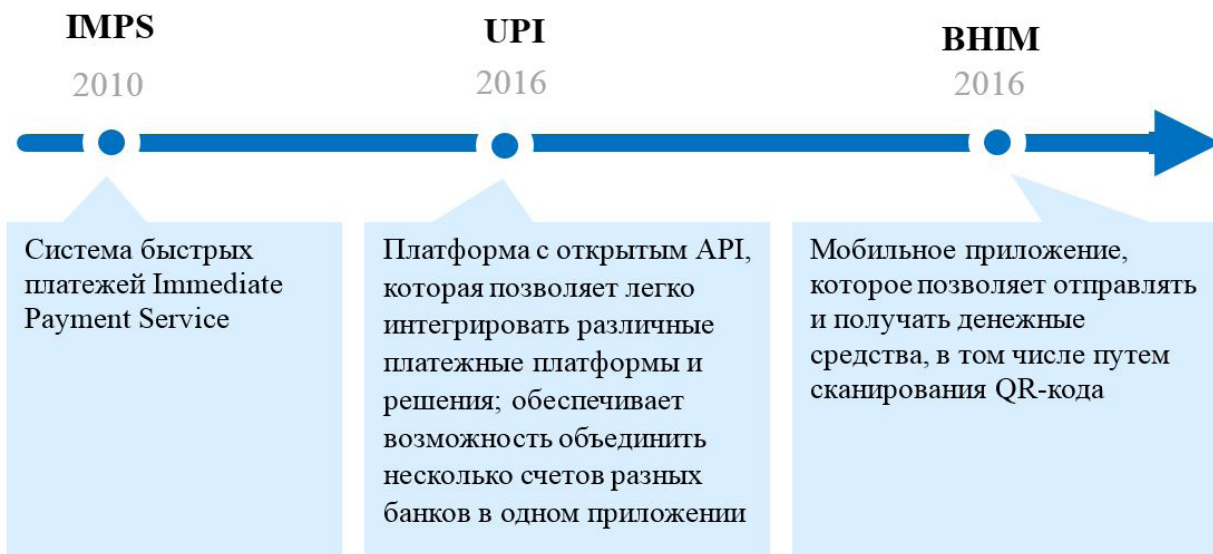 IMPS
2010
UPI
2016
BHIM
2016
Система быстрых
платежей Immediate
Payment Service
Платформа с открытым API,
которая позволяет легко
интегрировать различные
платежные платформы и
решения; обеспечивает
возможность объединить
несколько счетов разных
банков в одном приложении
Мобильное приложение,
которое позволяет отправлять
и получать денежные
средства, в том числе путем
сканирования QR-кода